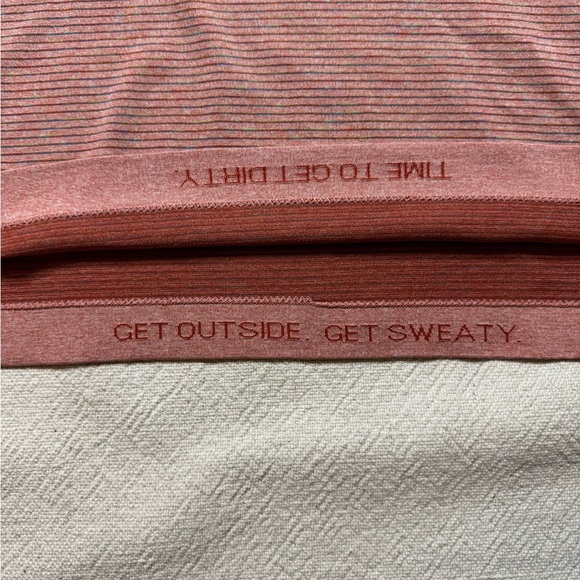 TIME TO GET DIRTY.
GET OUTSIDE. GET SWEATY.